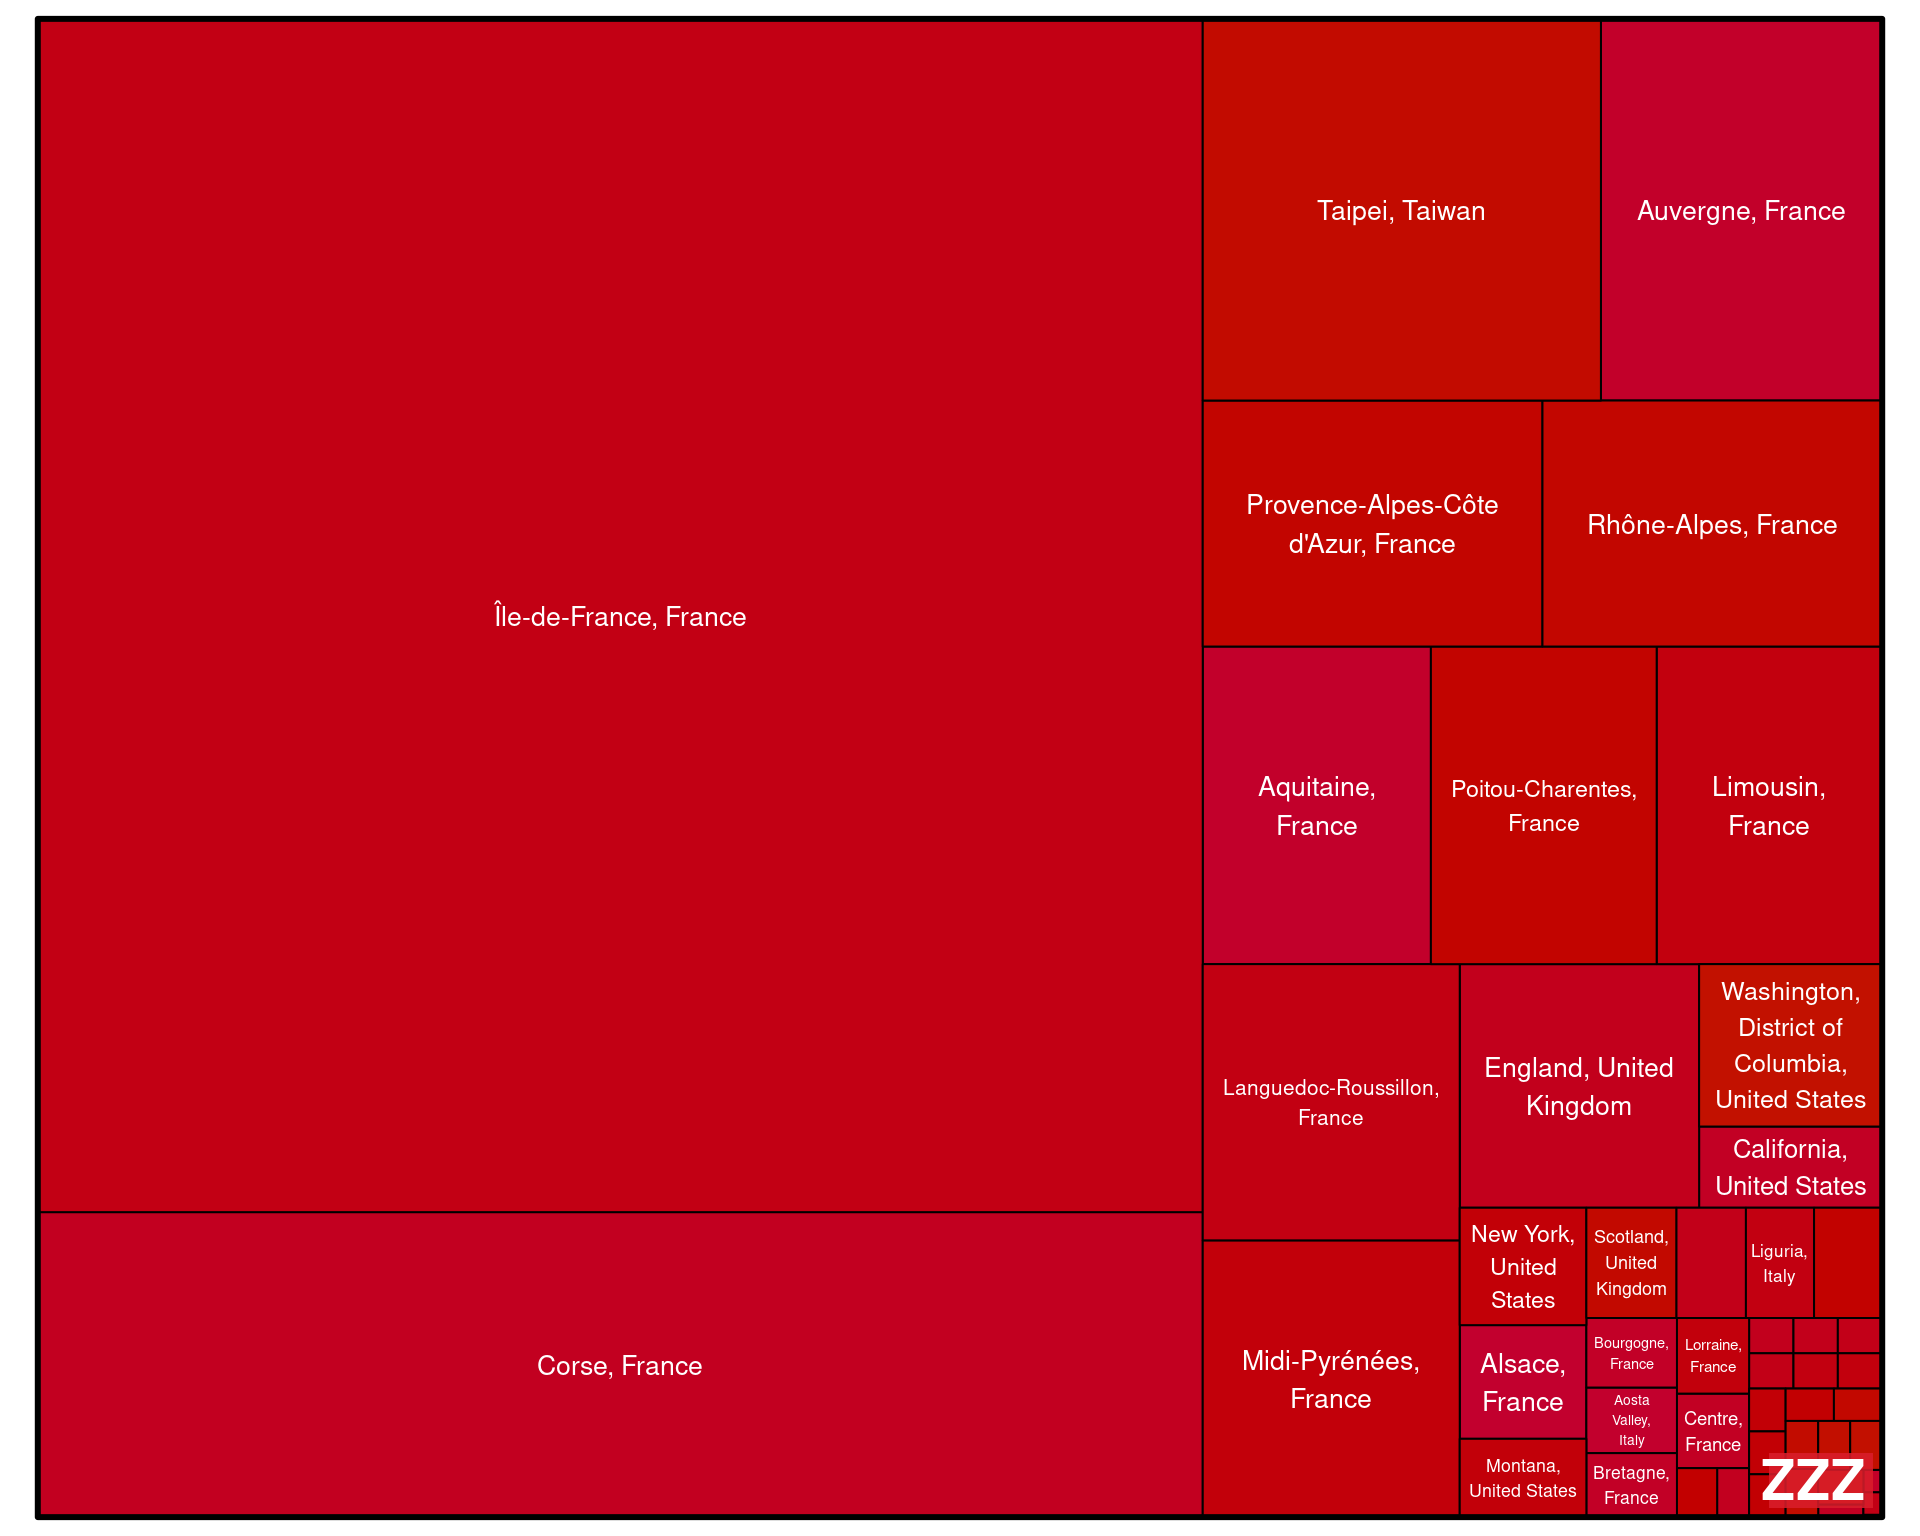 Île-de-France, France
Corse, France
Taipei, Taiwan
Auvergne, France
Provence-Alpes-Côte
d'Azur, France
Rhône-Alpes, France
Aquitaine,
France
Poitou-Charentes,
France
Limousin,
France
Languedoc-Roussillon,
France
Midi-Pyrénées,
France
England, United
Kingdom
Washington,
District of
Columbia,
United States
California,
United States
New York,
United
States
Alsace,
France
Montana,
United States
Scotland,
United
Kingdom
Liguria,
Italy
Bourgogne,
France
Aosta
Valley,
Italy
Bretagne,
France
Lorraine,
France
Centre,
France
ZZZ